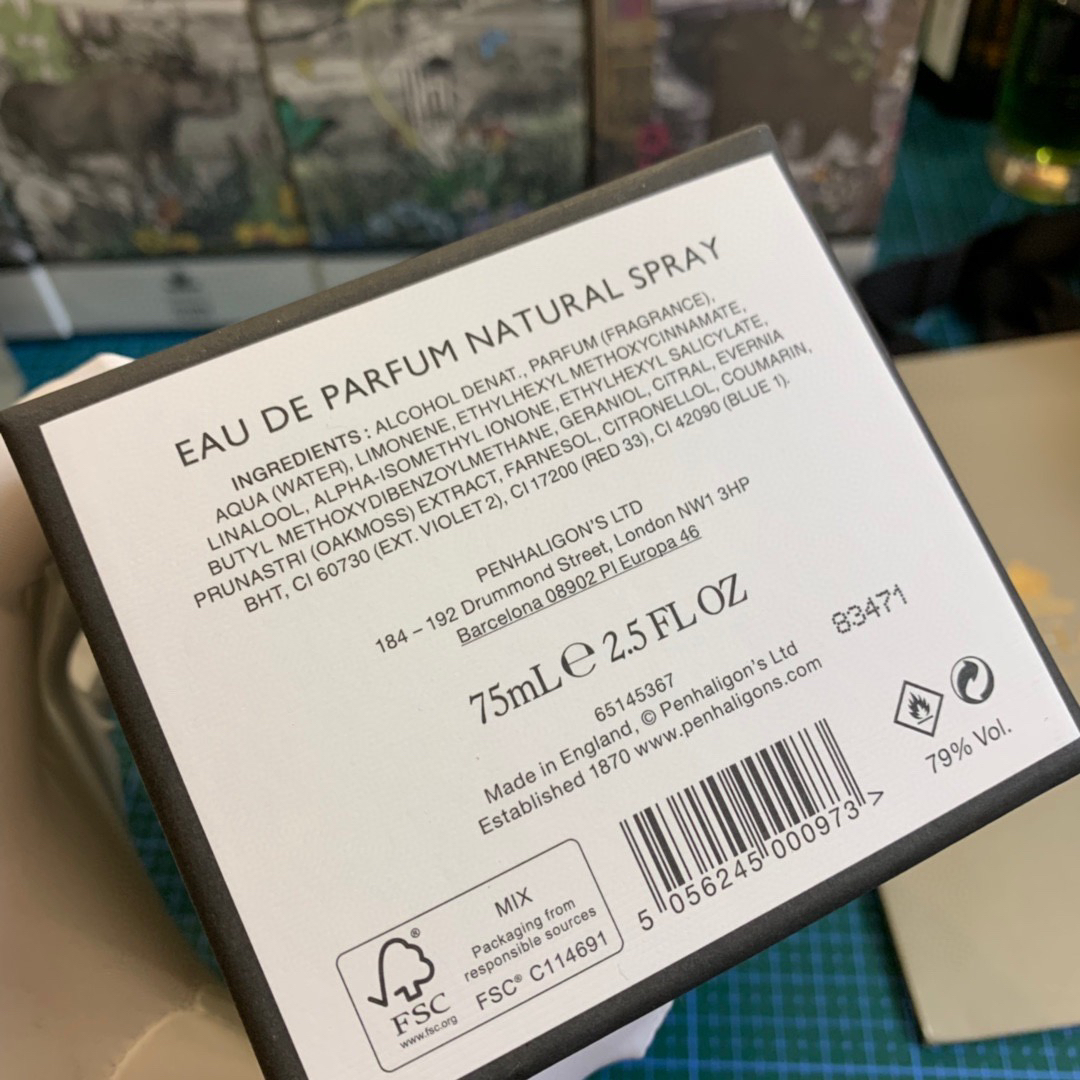 EAU DE PARFUM NATURAL SPRAY
INGREDIENTS : ALCOHOL DENAT., PARFUM (FRAGRANCE),
AQUA (WATER), LIMONENE, ETHYLHEXYL METHOXYCINNAMATE,
LINALOOL, ALPHA-ISOMETHYL IONONE, ETHYLHEXYL SALICYLATE,
BUTYL METHOXYDIBENZOYLMETHANE, GERANIOL, CITRAL, EVERNIA
PRUNASTRI (OAKMOSS) EXTRACT, FARNESOL, CITRONELLOL, COUMARIN,
BHT, CI 60730 (EXT. VIOLET 2), CI 17200 (RED 33), CI 42090 (BLUE 1).
PENHALIGON'S LTD
184 – 192 Drummond Street, London NW1 3HP
Barcelona 08902 PI Europa 46
75mL ℮ 2.5 FL OZ
83471
65145367
Made in England, © Penhaligon's Ltd
Established 1870 www.penhaligons.com
79% Vol.
5 056245 000973 >
MIX
Packaging from
responsible sources
FSC® C114691
®
FSC
www.fsc.org